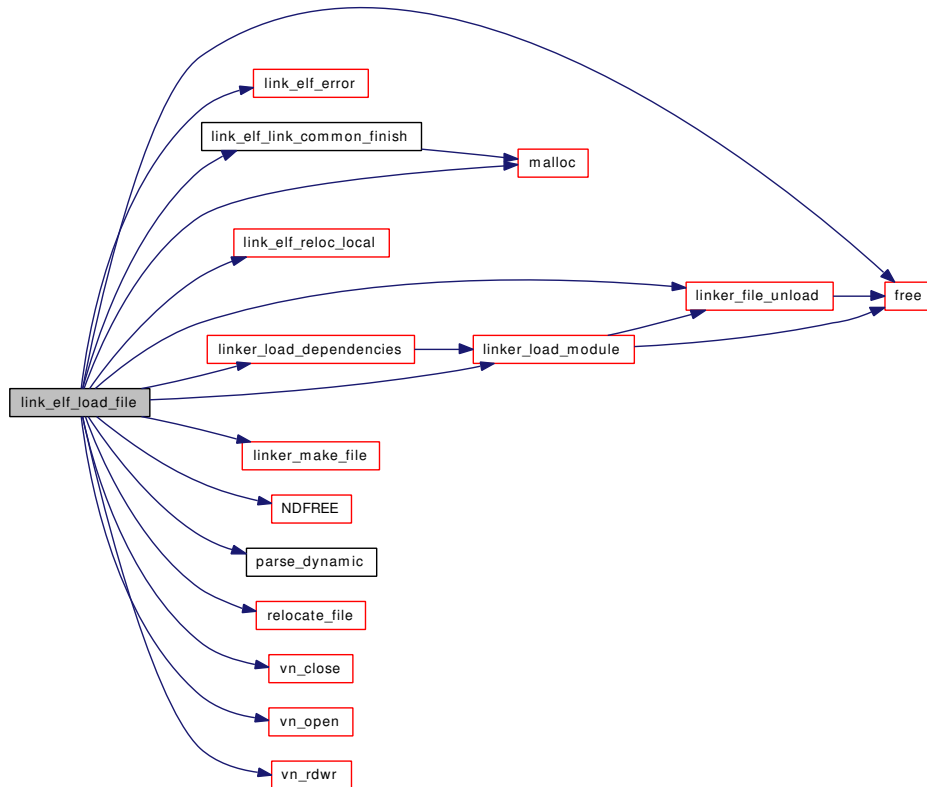 link_elf_error
link_elf_link_common_finish
malloc
link_elf_reloc_local
linker_file_unload
free
linker_load_dependencies
linker_load_module
link_elf_load_file
linker_make_file
NDFREE
parse_dynamic
relocate_file
vn_close
vn_open
vn_rdwr